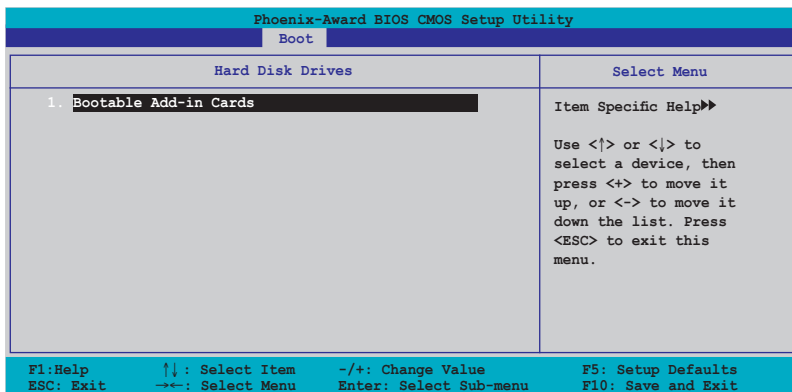 Phoenix-Award BIOS CMOS Setup Utility
Boot
Hard Disk Drives
Select Menu
1. Bootable Add-in Cards
Item Specific Help▶▶
Use <↑> or <↓> to
select a device, then
press <+> to move it
up, or <-> to move it
down the list. Press
<ESC> to exit this
menu.
F1:Help ↑↓: Select Item -/+: Change Value F5: Setup Defaults
ESC: Exit →←: Select Menu Enter: Select Sub-menu F10: Save and Exit